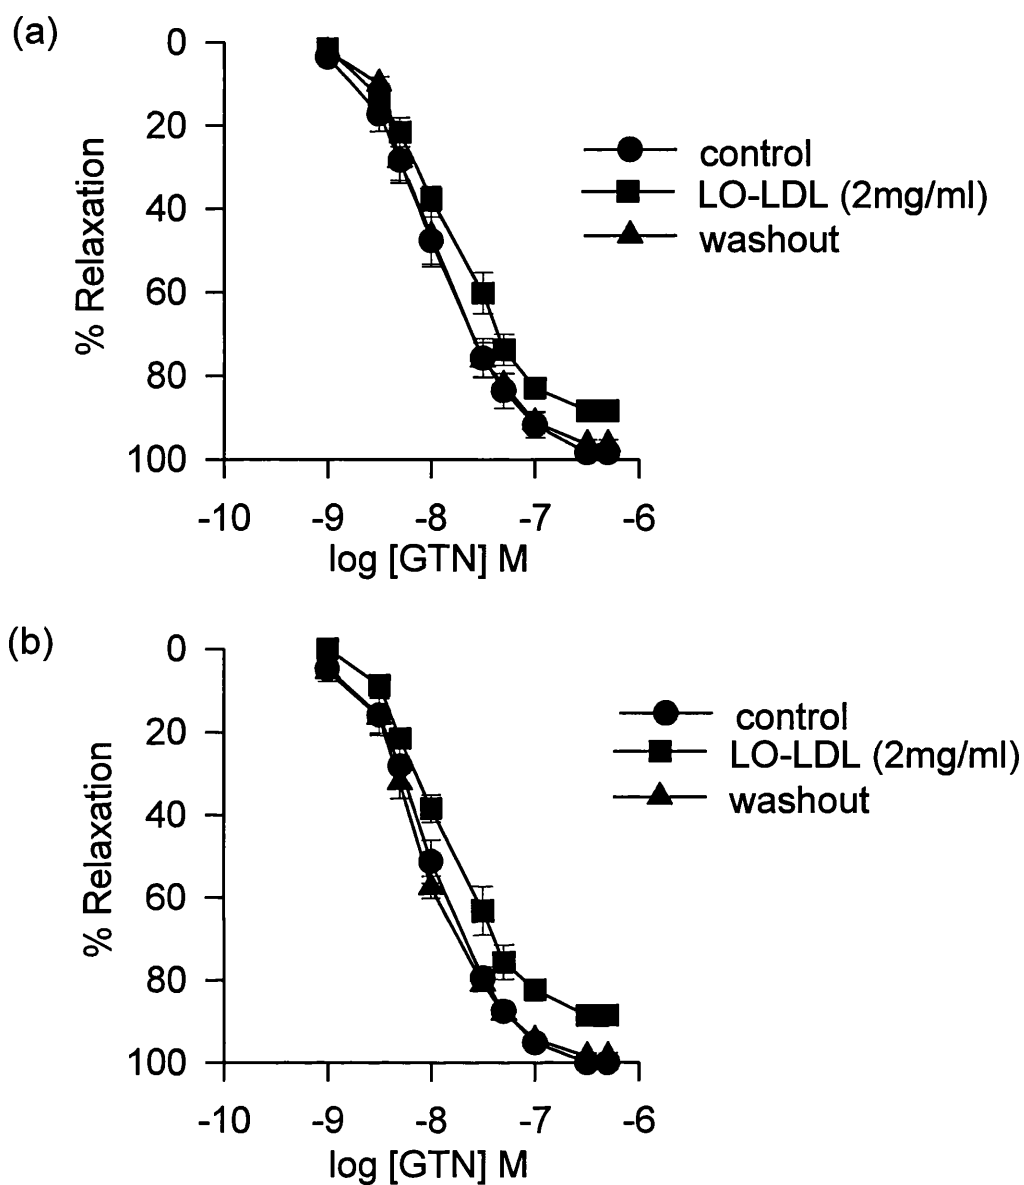 (a)
0
20
40
60
80
100
% Relaxation
-10 -9 -8 -7 -6
log [GTN] M
control
LO-LDL (2mg/ml)
washout
(b)
0
20
40
60
80
100
% Relaxation
-10 -9 -8 -7 -6
log [GTN] M
control
LO-LDL (2mg/ml)
washout